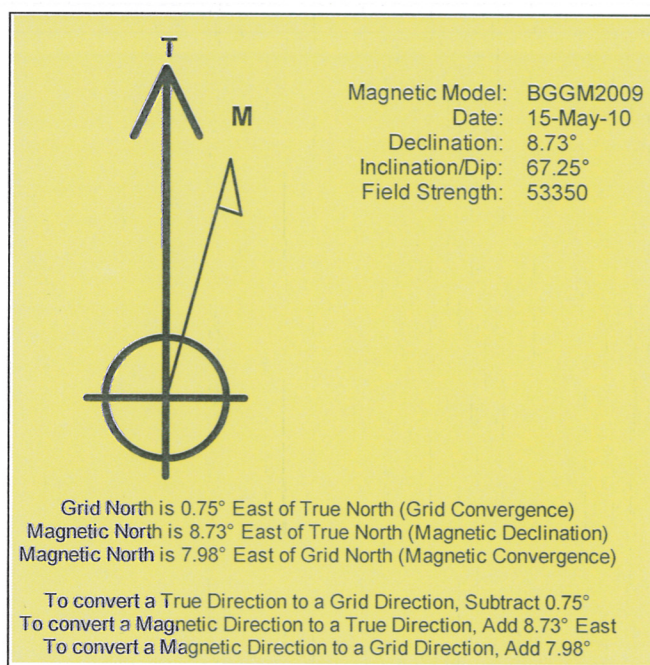 T
M
Magnetic Model: BGGM2009
Date: 15-May-10
Declination: 8.73°
Inclination/Dip: 67.25°
Field Strength: 53350
Grid North is 0.75° East of True North (Grid Convergence)
Magnetic North is 8.73° East of True North (Magnetic Declination)
Magnetic North is 7.98° East of Grid North (Magnetic Convergence)
To convert a True Direction to a Grid Direction, Subtract 0.75°
To convert a Magnetic Direction to a True Direction, Add 8.73° East
To convert a Magnetic Direction to a Grid Direction, Add 7.98°